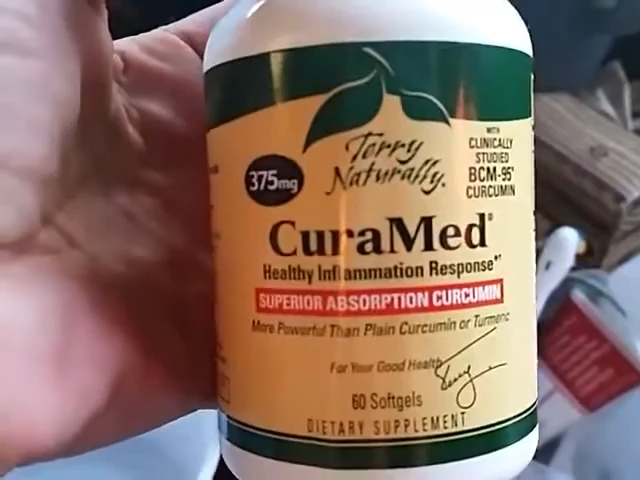 Terry
Naturally.
375mg
WITH
CLINICALLY
STUDIED
BCM-95®
CURCUMIN
CuraMed®
Healthy Inflammation Response*†
SUPERIOR ABSORPTION CURCUMIN
More Powerful Than Plain Curcumin or Turmeric
For Your Good Health
Terry
60 Softgels
DIETARY SUPPLEMENT